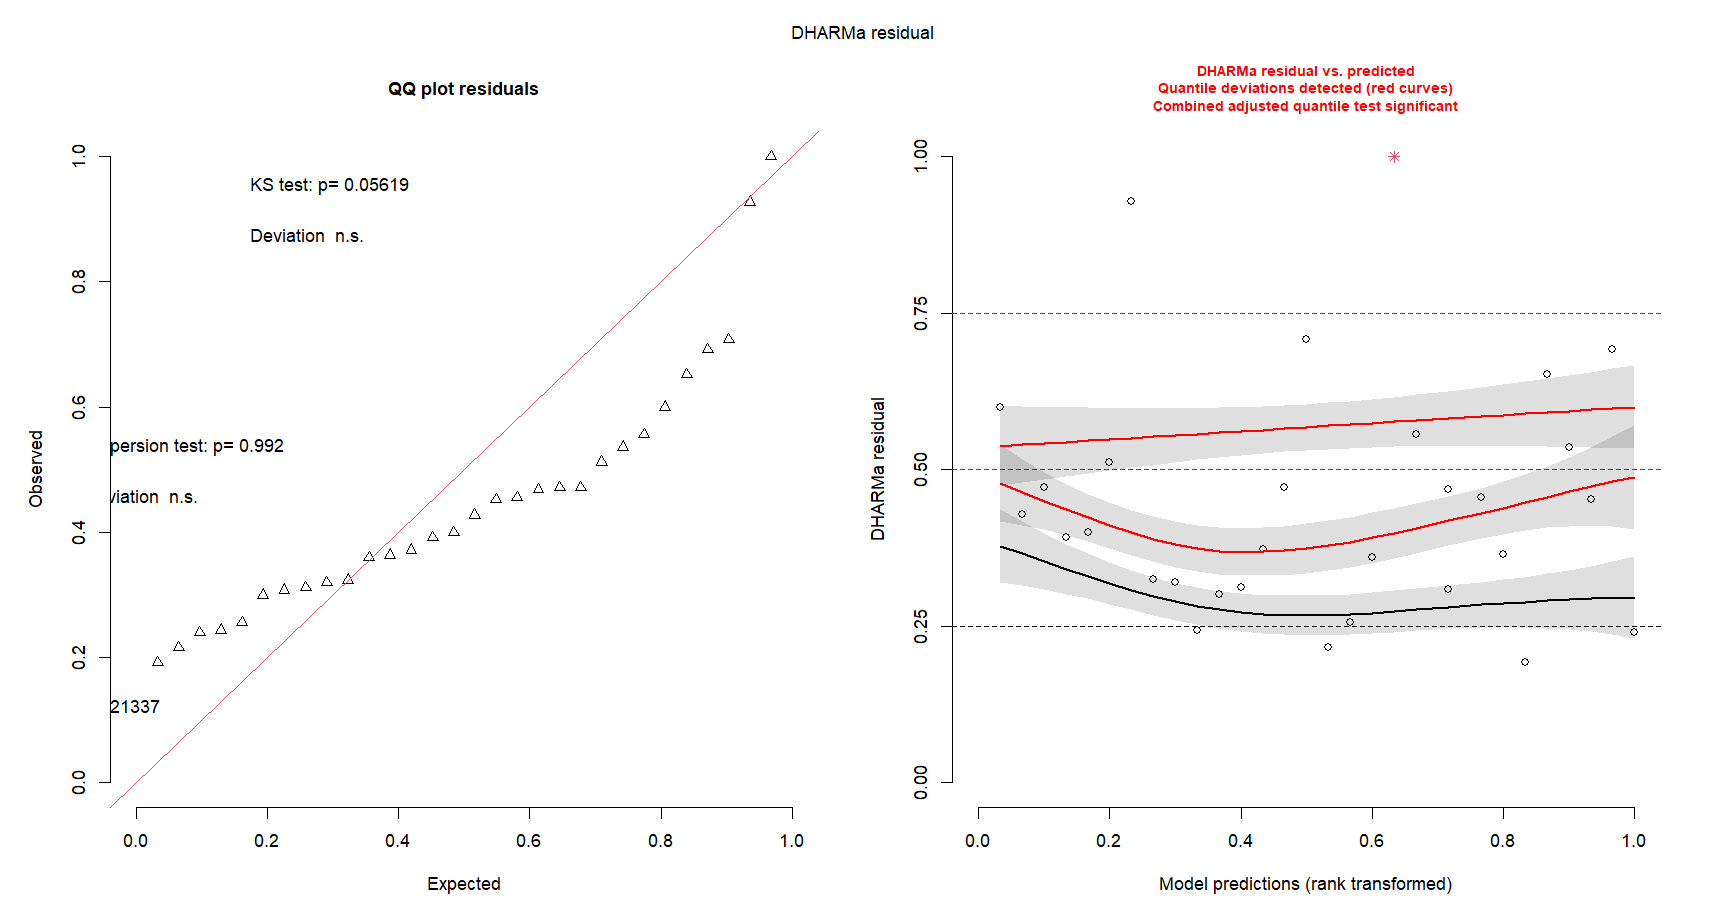 DHARMa residual
QQ plot residuals
KS test: p= 0.05619
Deviation  n.s.
persion test: p= 0.992
viation  n.s.
21337
Observed
0.0 0.2 0.4 0.6 0.8 1.0
0.0 0.2 0.4 0.6 0.8 1.0
Expected
DHARMa residual vs. predicted
Quantile deviations detected (red curves)
Combined adjusted quantile test significant
DHARMa residual
0.00 0.25 0.50 0.75 1.00
0.0 0.2 0.4 0.6 0.8 1.0
Model predictions (rank transformed)